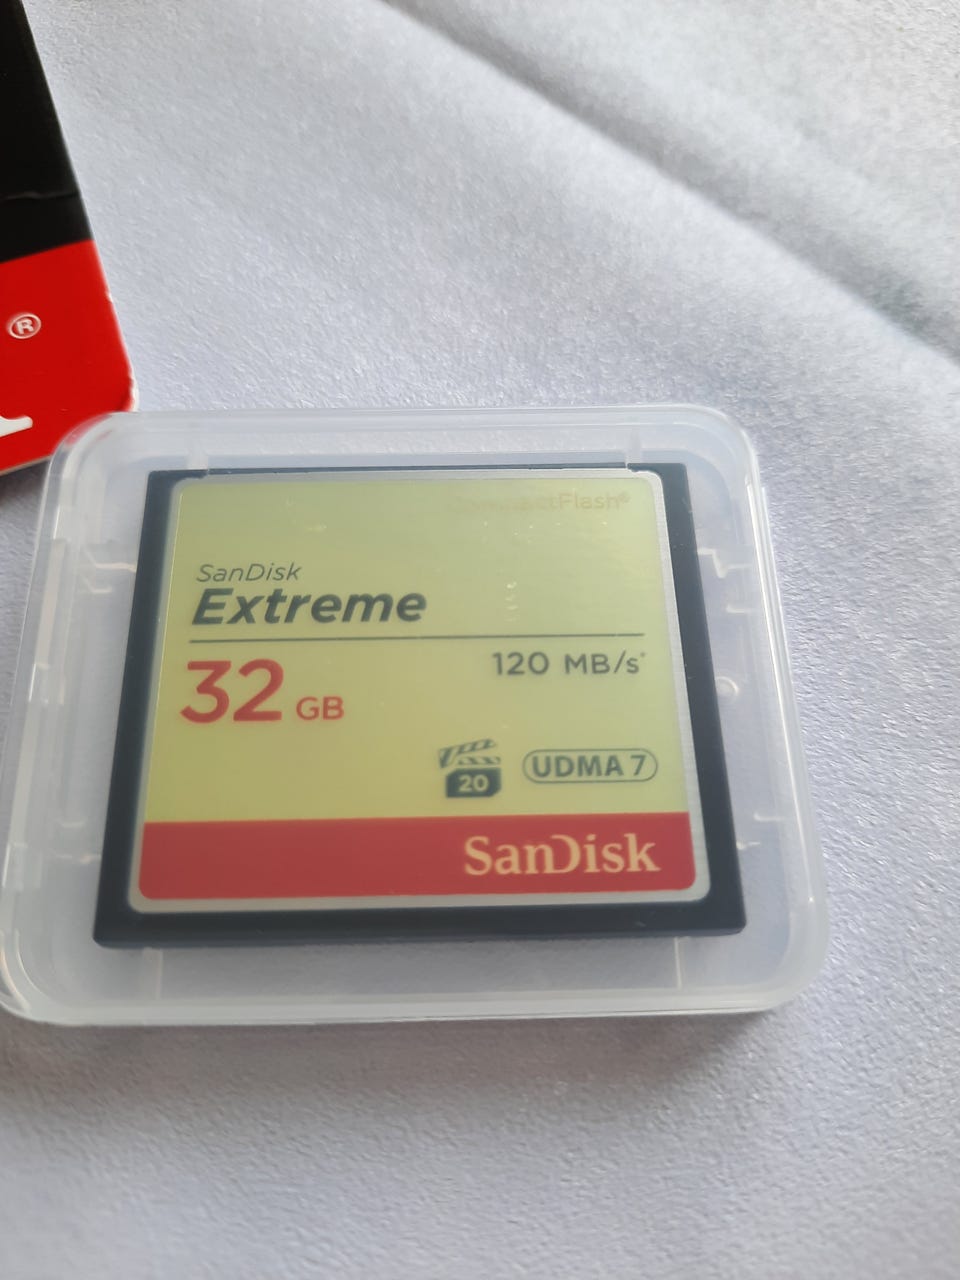 ®
CompactFlash®
SanDisk
Extreme
120 MB/s*
32 GB
20
UDMA 7
SanDisk